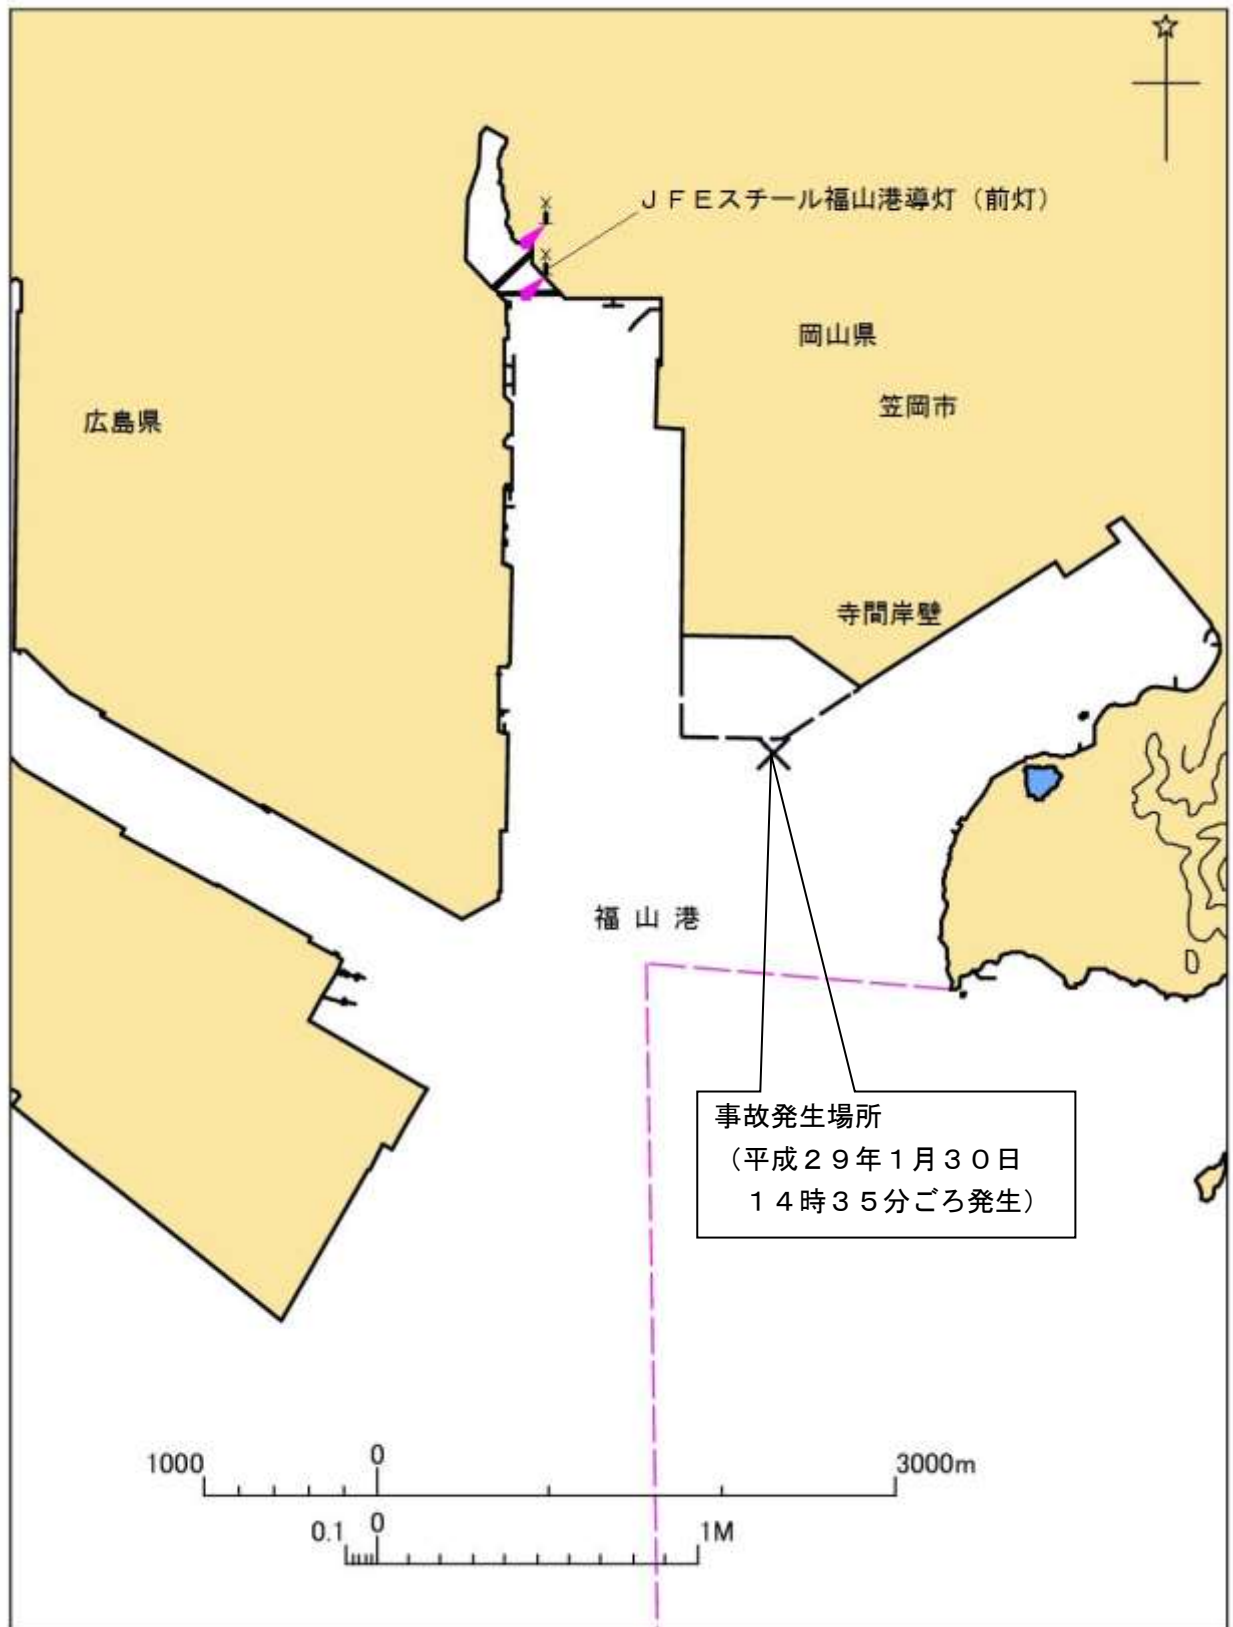 JFEスチール福山港導灯（前灯）
岡山県
笠岡市
広島県
寺間岸壁
福山港
事故発生場所
（平成２９年１月３０日
１４時３５分ごろ発生）
1000 0 3000m
0.1 0 1M